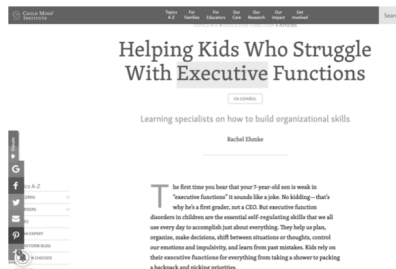 CHILD MIND INSTITUTE
Topics A-Z
For Families
For Educators
Our Care
Our Research
Our Impact
Get Involved
Sear
Helping Kids Who Struggle
With Executive Functions
EN ESPAÑOL
Learning specialists on how to build organizational skills
Rachel Ehmke
cs A-Z
The first time you hear that your 7-year-old son is weak in
“executive functions” it sounds like a joke. No kidding—that's
why he's a first grader, not a CEO. But executive function
disorders in children are the essential self-regulating skills that we all
use every day to accomplish just about everything. They help us plan,
organize, make decisions, shift between situations or thoughts, control
our emotions and impulsivity, and learn from past mistakes. Kids rely on
their executive functions for everything from taking a shower to packing
a backpack and picking priorities.